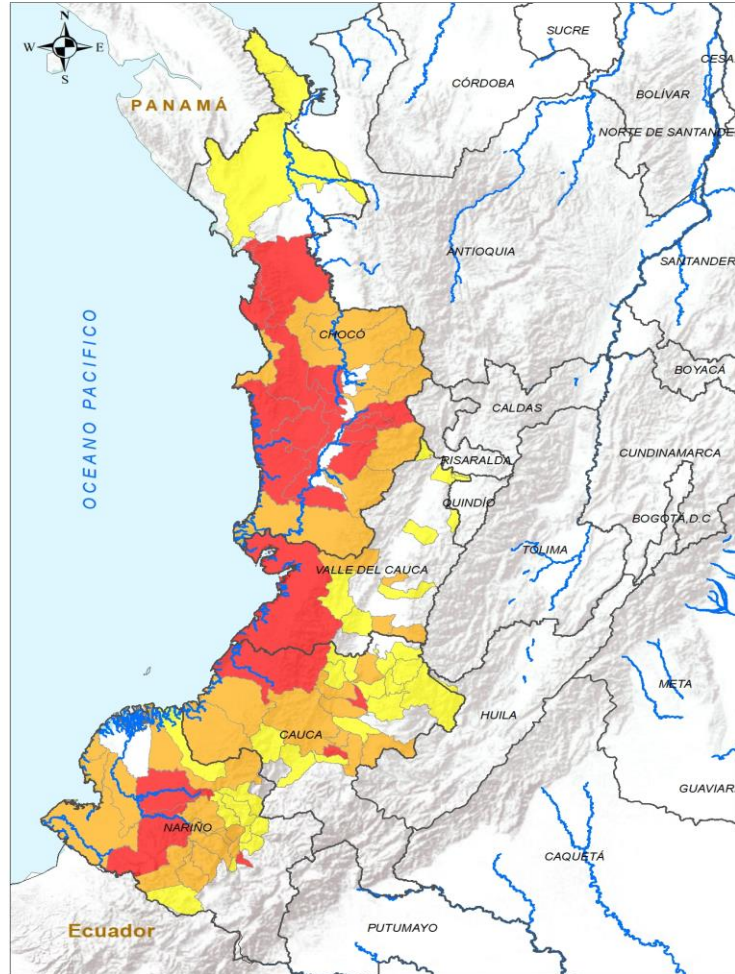 N
W E
S
SUCRE
CÓRDOBA
CESA
BOLÍVAR
PANAMÁ
NORTE DE SANTANDE
ANTIOQUIA
SANTANDER
OCEANO PACIFICO
CHOCÓ
BOYACÁ
CALDAS
RISARALDA
CUNDINAMARCA
QUINDÍO
BOGOTÁ,D.C
TOLIMA
VALLE DEL CAUCA
META
HUILA
CAUCA
GUAVIAR
NARIÑO
CAQUETÁ
Ecuador
PUTUMAYO